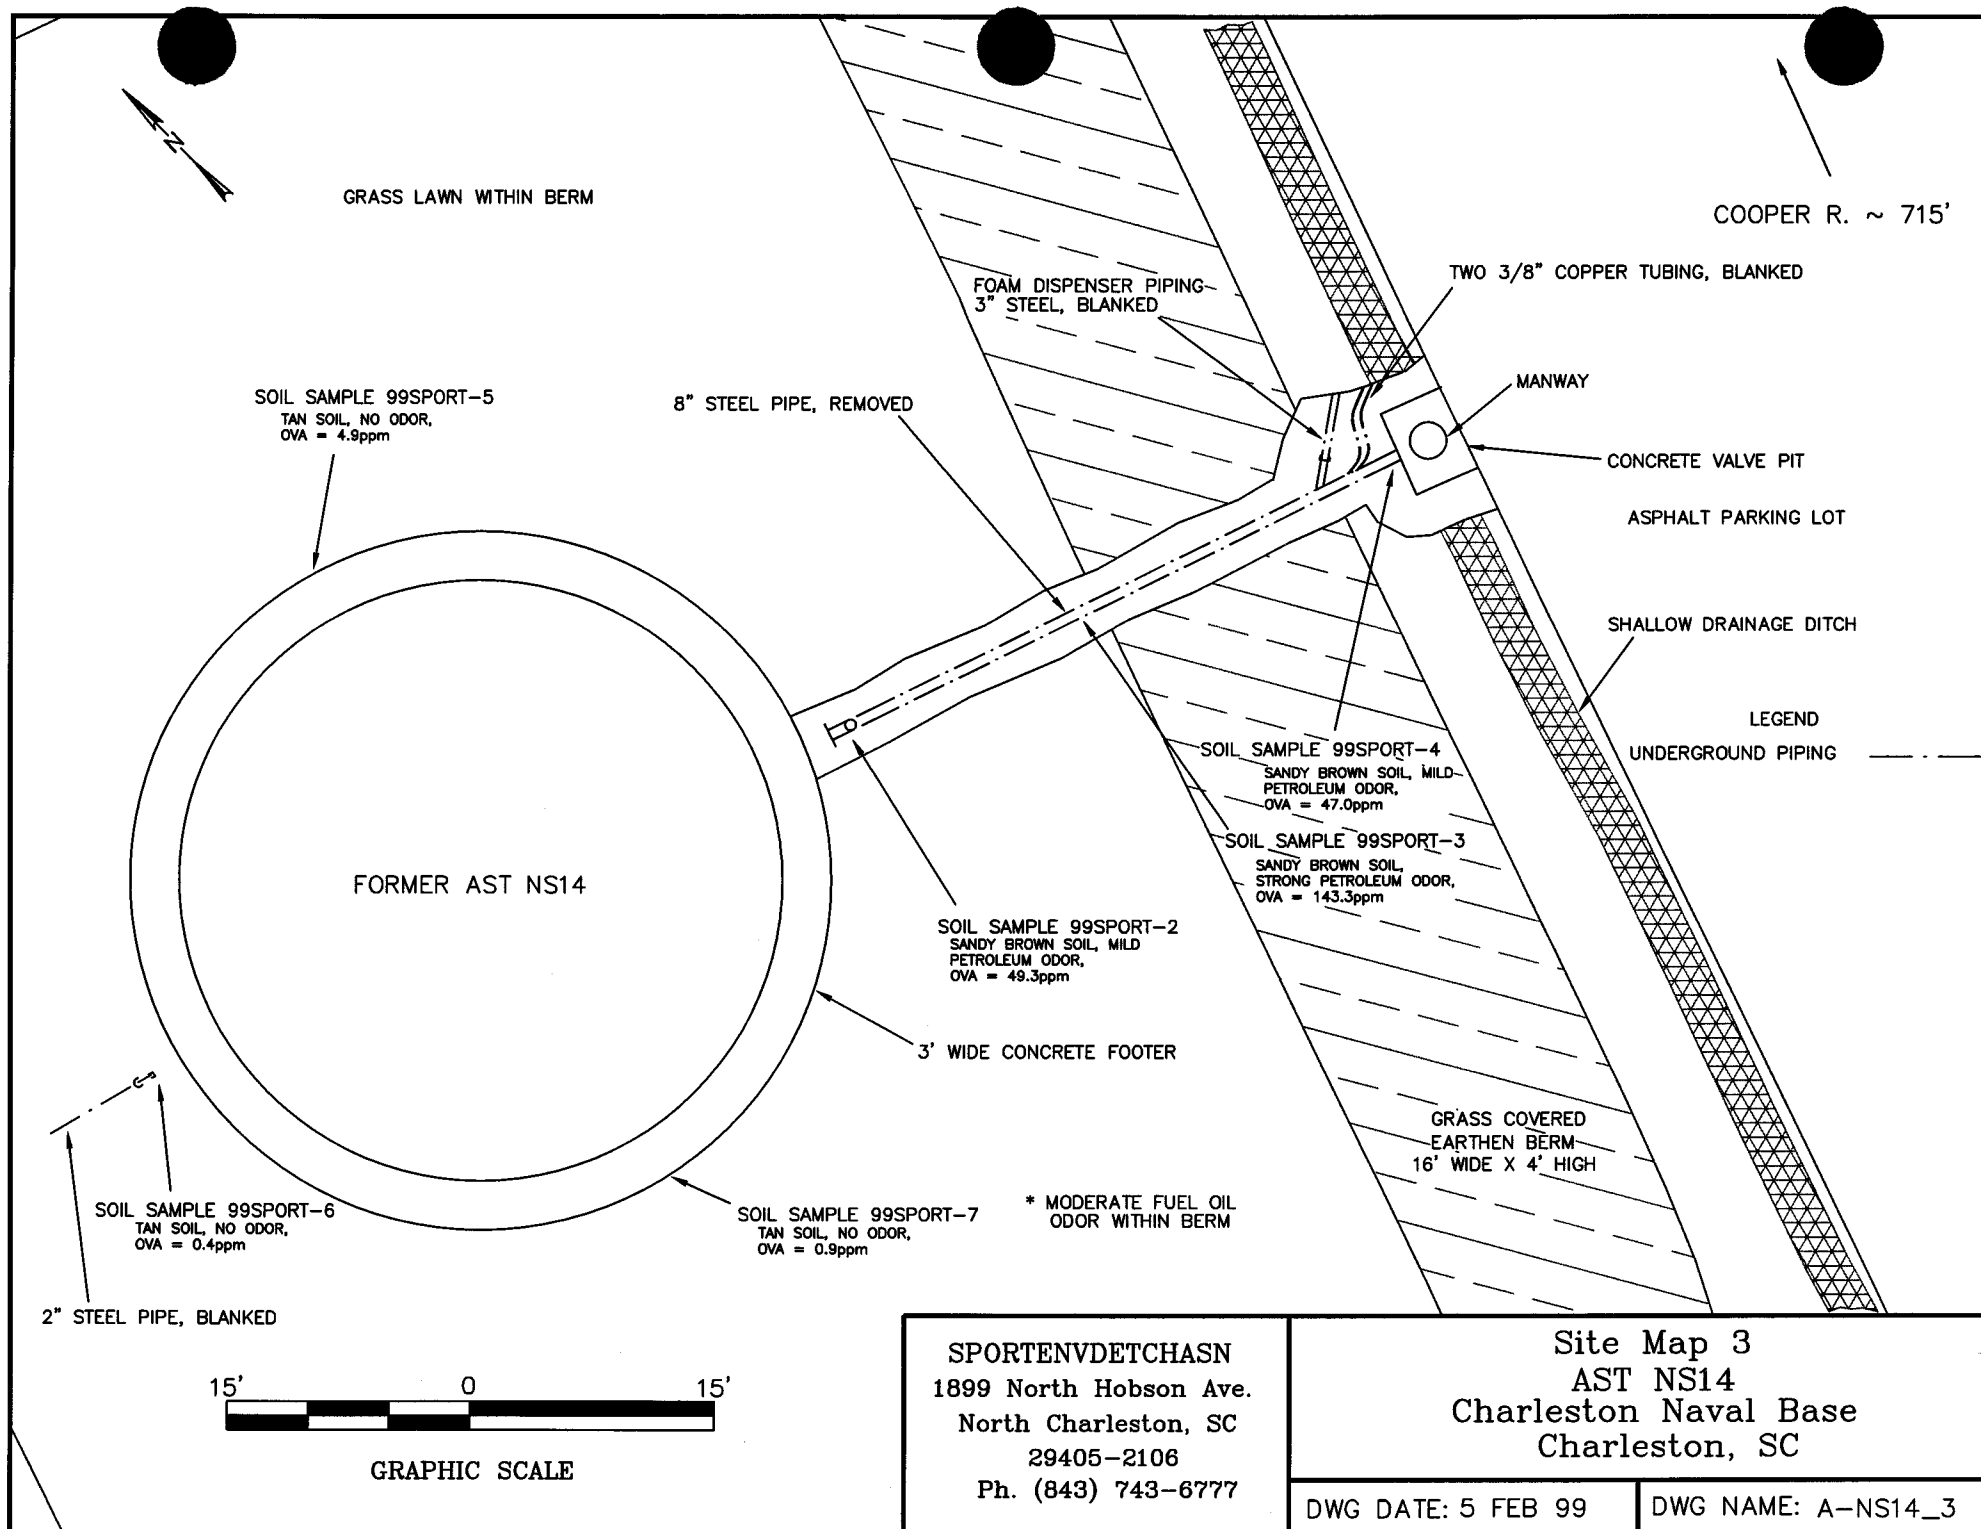 N
GRASS LAWN WITHIN BERM
COOPER R. ~ 715'
TWO 3/8" COPPER TUBING, BLANKED
FOAM DISPENSER PIPING
3" STEEL, BLANKED
MANWAY
SOIL SAMPLE 99SPORT-5
TAN SOIL, NO ODOR,
OVA = 4.9ppm
8" STEEL PIPE, REMOVED
CONCRETE VALVE PIT
ASPHALT PARKING LOT
SHALLOW DRAINAGE DITCH
LEGEND
UNDERGROUND PIPING
SOIL SAMPLE 99SPORT-4
SANDY BROWN SOIL, MILD
PETROLEUM ODOR,
OVA = 47.0ppm
SOIL SAMPLE 99SPORT-3
SANDY BROWN SOIL,
STRONG PETROLEUM ODOR,
OVA = 143.3ppm
FORMER AST NS14
SOIL SAMPLE 99SPORT-2
SANDY BROWN SOIL, MILD
PETROLEUM ODOR,
OVA = 49.3ppm
3' WIDE CONCRETE FOOTER
GRASS COVERED
EARTHEN BERM
16' WIDE X 4' HIGH
SOIL SAMPLE 99SPORT-6
TAN SOIL, NO ODOR,
OVA = 0.4ppm
SOIL SAMPLE 99SPORT-7
TAN SOIL, NO ODOR,
OVA = 0.9ppm
* MODERATE FUEL OIL
ODOR WITHIN BERM
2" STEEL PIPE, BLANKED
15' 0 15'
GRAPHIC SCALE
SPORTENVDETCHASN
1899 North Hobson Ave.
North Charleston, SC
29405-2106
Ph. (843) 743-6777
Site Map 3
AST NS14
Charleston Naval Base
Charleston, SC
DWG DATE: 5 FEB 99
DWG NAME: A-NS14_3